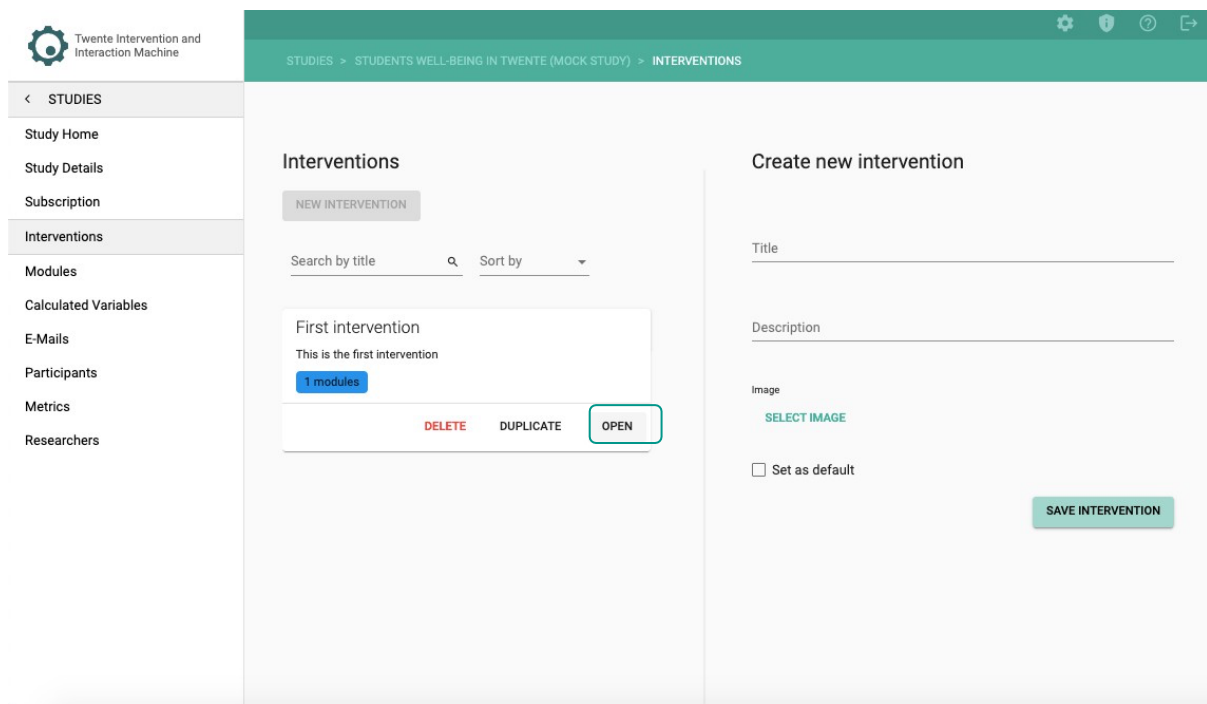 Twente Intervention and
Interaction Machine
STUDIES > STUDENTS WELL-BEING IN TWENTE (MOCK STUDY) > INTERVENTIONS
< STUDIES
Study Home
Study Details
Subscription
Interventions
Modules
Calculated Variables
E-Mails
Participants
Metrics
Researchers
Interventions
NEW INTERVENTION
Search by title
Sort by
First intervention
This is the first intervention
1 modules
DELETE DUPLICATE OPEN
Create new intervention
Title
Description
Image
SELECT IMAGE
Set as default
SAVE INTERVENTION